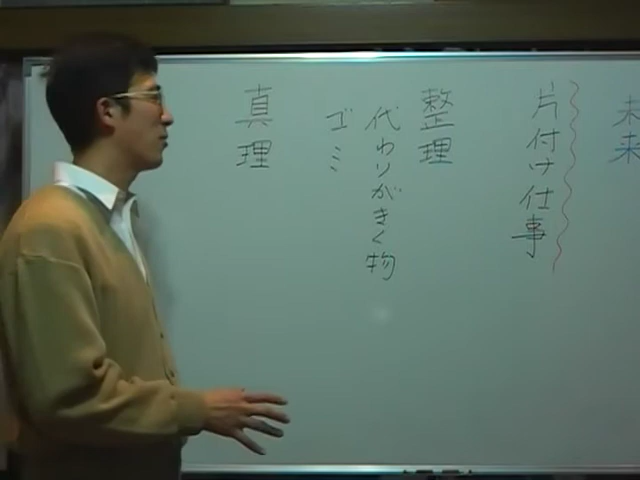 未来
片付け仕事
整理
代わりがきく物
ゴミ
真理